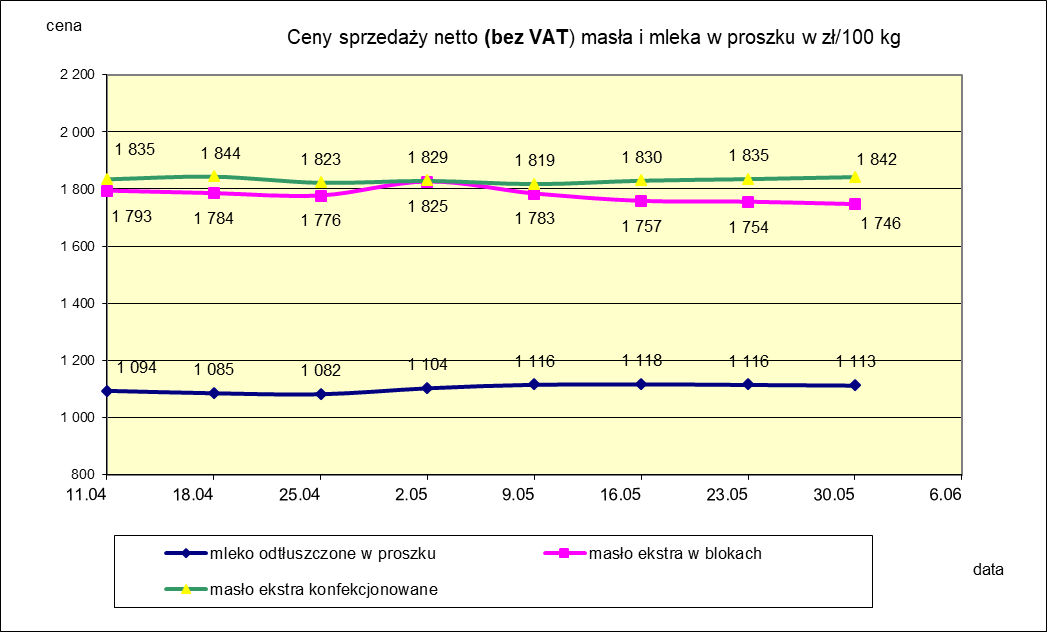 cena
Ceny sprzedaży netto (bez VAT) masła i mleka w proszku w zł/100 kg
2 200
2 000
1 835 1 844 1 823 1 829 1 819 1 830 1 835 1 842
1 800
1 793 1 784 1 776 1 825 1 783 1 757 1 754 1 746
1 600
1 400
1 200
1 094 1 085 1 082 1 104 1 116 1 118 1 116 1 113
1 000
800
11.04 18.04 25.04 2.05 9.05 16.05 23.05 30.05 6.06
mleko odtłuszczone w proszku masło ekstra w blokach
masło ekstra konfekcjonowane
data